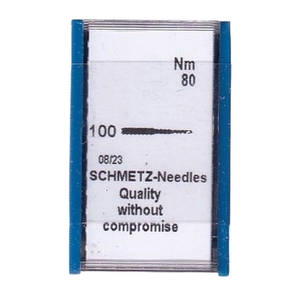 Nm
80
100
08/23
SCHMETZ-Needles
Quality
without
compromise